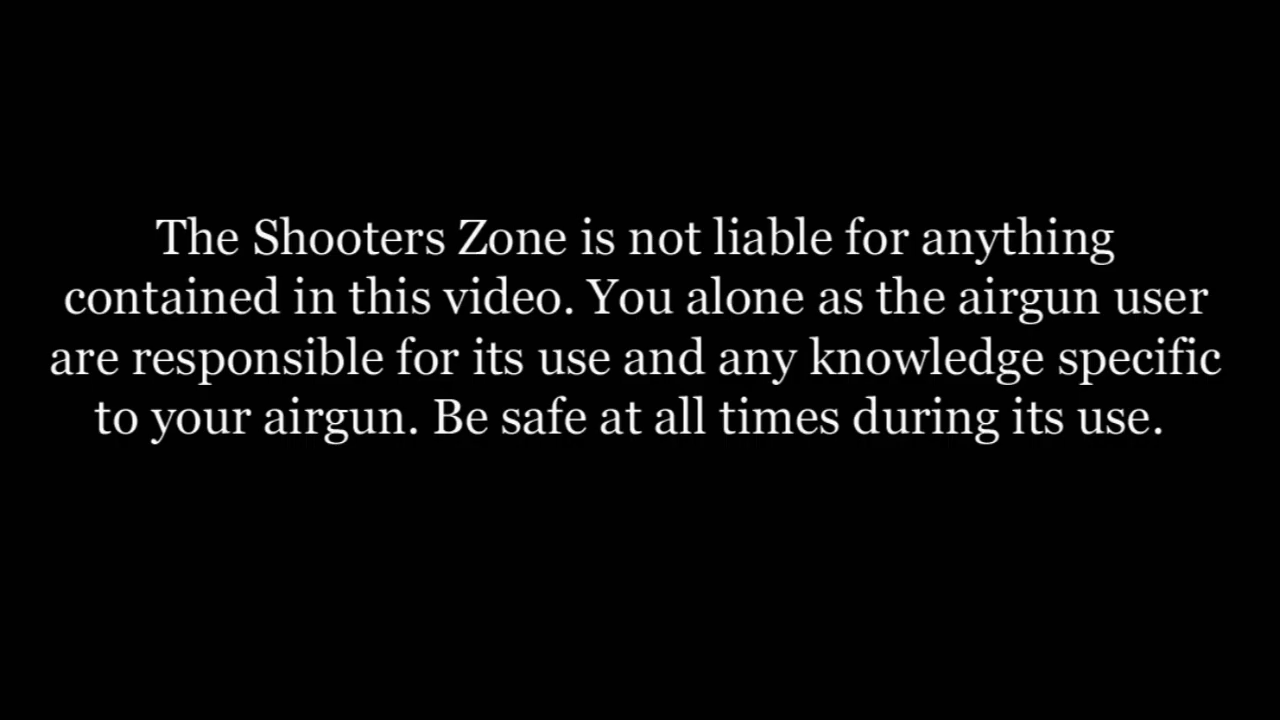 The Shooters Zone is not liable for anything
contained in this video. You alone as the airgun user
are responsible for its use and any knowledge specific
to your airgun. Be safe at all times during its use.